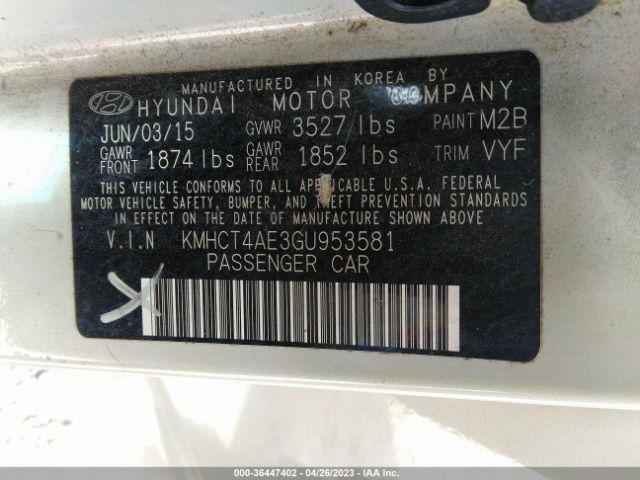 MANUFACTURED IN KOREA BY
HYUNDAI MOTOR COMPANY
JUN/03/15 GVWR 3527 lbs PAINT M2B
GAWR FRONT 1874 lbs GAWR REAR 1852 lbs TRIM VYF
THIS VEHICLE CONFORMS TO ALL APPLICABLE U.S.A. FEDERAL
MOTOR VEHICLE SAFETY, BUMPER, AND THEFT PREVENTION STANDARDS
IN EFFECT ON THE DATE OF MANUFACTURE SHOWN ABOVE
V.I.N KMHCT4AE3GU953581
PASSENGER CAR
000-36447402 - 04/26/2023 - IAA Inc.